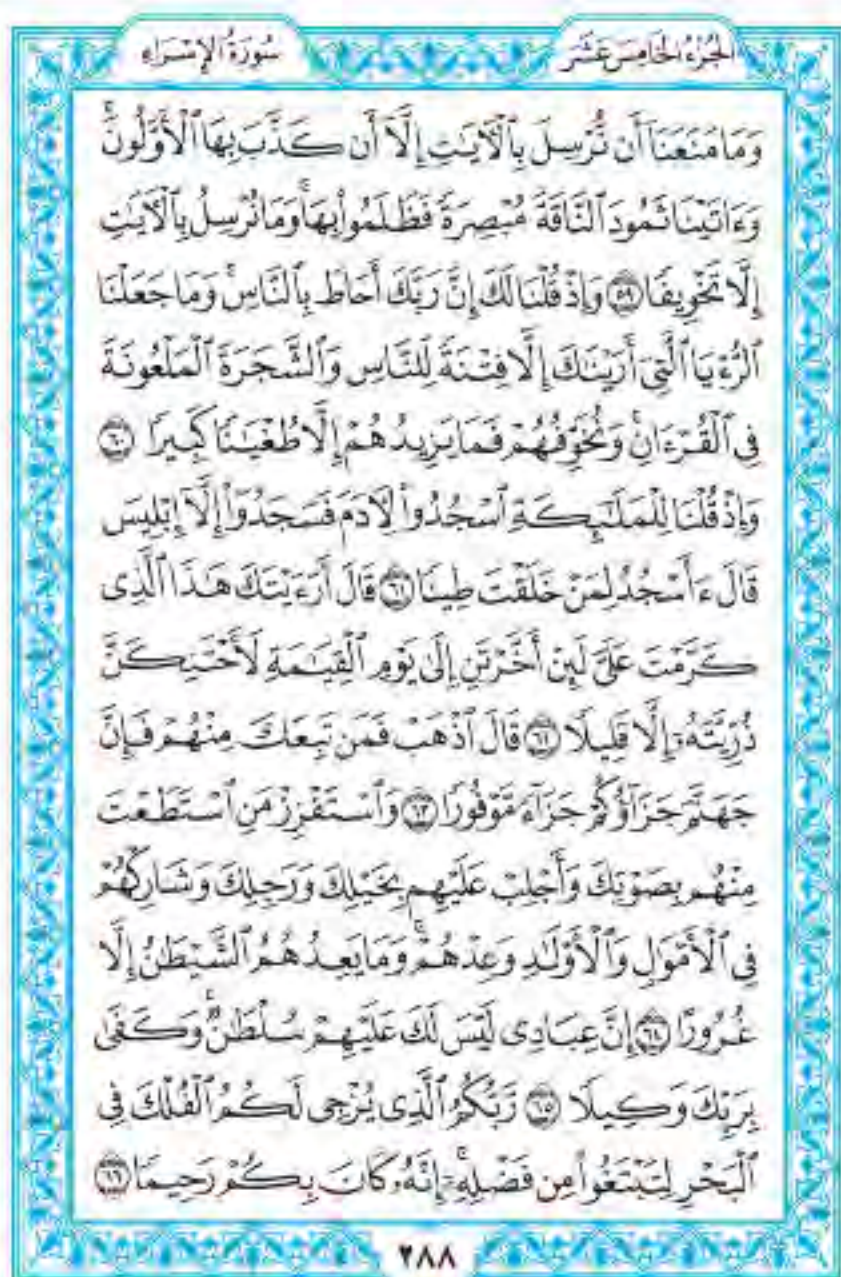 الجُزْءُ الخَامِسَ عَشَرَ
سُورَةُ الإِسْرَاءِ
وَمَا مَنَعَنَآ أَن نُّرْسِلَ بِٱلْءَايَٰتِ إِلَّآ أَن كَذَّبَ بِهَا ٱلْأَوَّلُونَۚ
وَءَاتَيْنَا ثَمُودَ ٱلنَّاقَةَ مُبْصِرَةً فَظَلَمُوا۟ بِهَاۚ وَمَا نُرْسِلُ بِٱلْءَايَٰتِ
إِلَّا تَخْوِيفًا ٥٩ وَإِذْ قُلْنَا لَكَ إِنَّ رَبَّكَ أَحَاطَ بِٱلنَّاسِۚ وَمَا جَعَلْنَا
ٱلرُّءْيَا ٱلَّتِىٓ أَرَيْنَٰكَ إِلَّا فِتْنَةً لِّلنَّاسِ وَٱلشَّجَرَةَ ٱلْمَلْعُونَةَ
فِى ٱلْقُرْءَانِۚ وَنُخَوِّفُهُمْ فَمَا يَزِيدُهُمْ إِلَّا طُغْيَٰنًا كَبِيرًا ٦٠
وَإِذْ قُلْنَا لِلْمَلَٰٓئِكَةِ ٱسْجُدُوا۟ لِءَادَمَ فَسَجَدُوٓا۟ إِلَّآ إِبْلِيسَ
قَالَ ءَأَسْجُدُ لِمَنْ خَلَقْتَ طِينًا ٦١ قَالَ أَرَءَيْتَكَ هَٰذَا ٱلَّذِى
كَرَّمْتَ عَلَىَّ لَئِنْ أَخَّرْتَنِ إِلَىٰ يَوْمِ ٱلْقِيَٰمَةِ لَأَحْتَنِكَنَّ
ذُرِّيَّتَهُۥٓ إِلَّا قَلِيلًا ٦٢ قَالَ ٱذْهَبْ فَمَن تَبِعَكَ مِنْهُمْ فَإِنَّ
جَهَنَّمَ جَزَآؤُكُمْ جَزَآءً مَّوْفُورًا ٦٣ وَٱسْتَفْزِزْ مَنِ ٱسْتَطَعْتَ
مِنْهُم بِصَوْتِكَ وَأَجْلِبْ عَلَيْهِم بِخَيْلِكَ وَرَجِلِكَ وَشَارِكْهُمْ
فِى ٱلْأَمْوَٰلِ وَٱلْأَوْلَٰدِ وَعِدْهُمْۚ وَمَا يَعِدُهُمُ ٱلشَّيْطَٰنُ إِلَّا
غُرُورًا ٦٤ إِنَّ عِبَادِى لَيْسَ لَكَ عَلَيْهِمْ سُلْطَٰنٌۚ وَكَفَىٰ
بِرَبِّكَ وَكِيلًا ٦٥ رَّبُّكُمُ ٱلَّذِى يُزْجِى لَكُمُ ٱلْفُلْكَ فِى
ٱلْبَحْرِ لِتَبْتَغُوا۟ مِن فَضْلِهِۦٓۚ إِنَّهُۥ كَانَ بِكُمْ رَحِيمًا ٦٦
٢٨٨